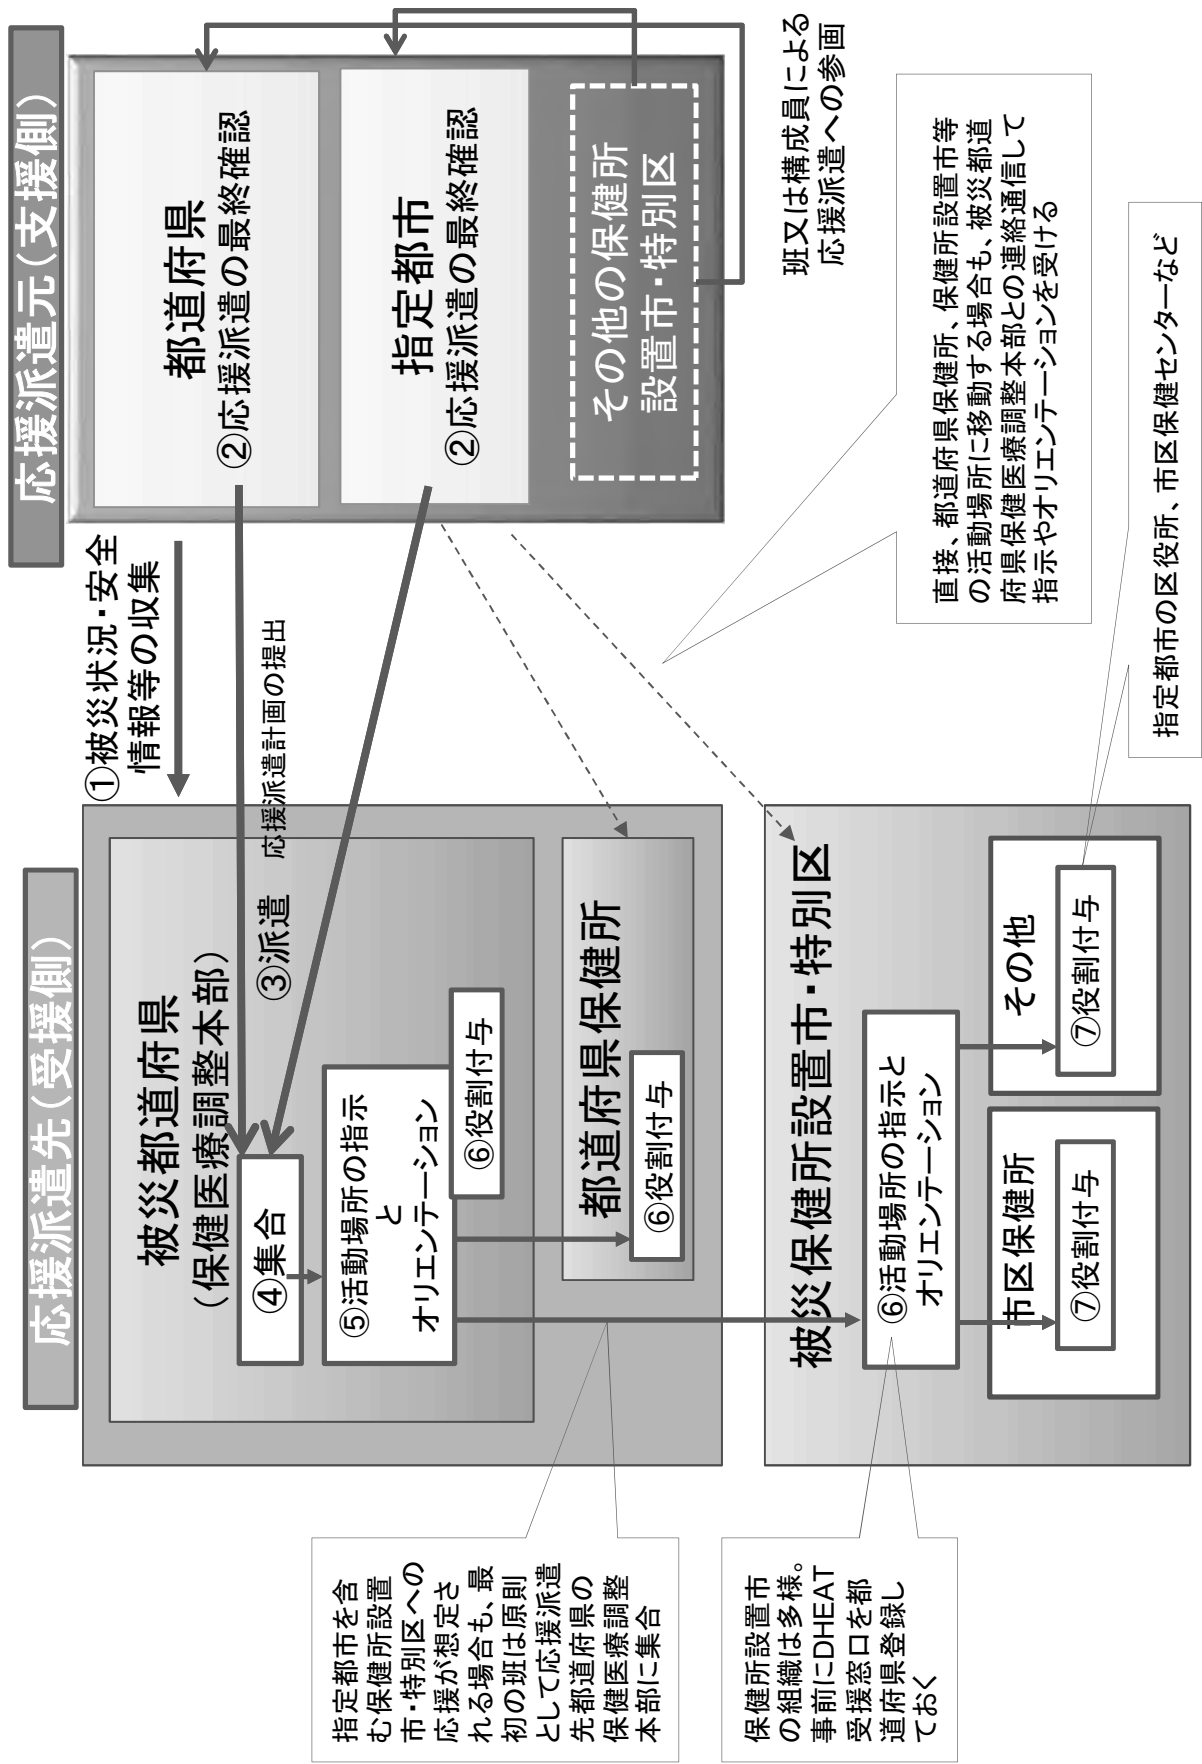 応援派遣先(受援側)
応援派遣元(支援側)
被災都道府県
(保健医療調整本部)
④集合
⑤活動場所の指示
と
オリエンテーション
⑥役割付与
都道府県保健所
⑥役割付与
①被災状況・安全
情報等の収集
③派遣
応援派遣計画の提出
都道府県
②応援派遣の最終確認
指定都市
②応援派遣の最終確認
その他の保健所
設置市・特別区
班又は構成員による
応援派遣への参画
被災保健所設置市・特別区
⑥活動場所の指示と
オリエンテーション
市区保健所
⑦役割付与
その他
⑦役割付与
指定都市を含
む保健所設置
市・特別区への
応援が想定さ
れる場合も、最
初の班は原則
として応援派遣
先都道府県の
保健医療調整
本部に集合
保健所設置市
の組織は多様。
事前にDHEAT
受援窓口を都
道府県登録し
ておく
直接、都道府県保健所、保健所設置市等
の活動場所に移動する場合も、被災都道
府県保健医療調整本部との連絡通信して
指示やオリエンテーションを受ける
指定都市の区役所、市区保健センターなど